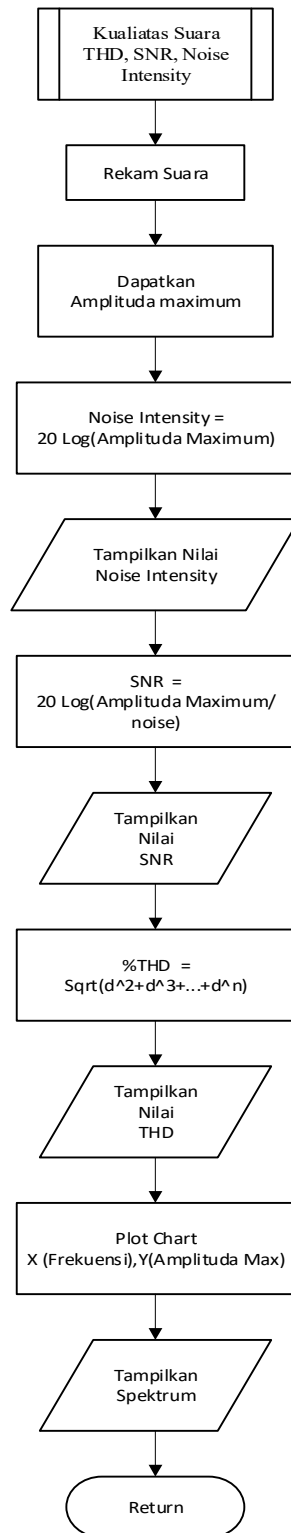 Kualiatas Suara
THD, SNR, Noise
Intensity
Rekam Suara
Dapatkan
Amplituda maximum
Noise Intensity =
20 Log(Amplituda Maximum)
Tampilkan Nilai
Noise Intensity
SNR =
20 Log(Amplituda Maximum/
noise)
Tampilkan
Nilai
SNR
%THD =
Sqrt(d^2+d^3+...+d^n)
Tampilkan
Nilai
THD
Plot Chart
X (Frekuensi),Y(Amplituda Max)
Tampilkan
Spektrum
Return